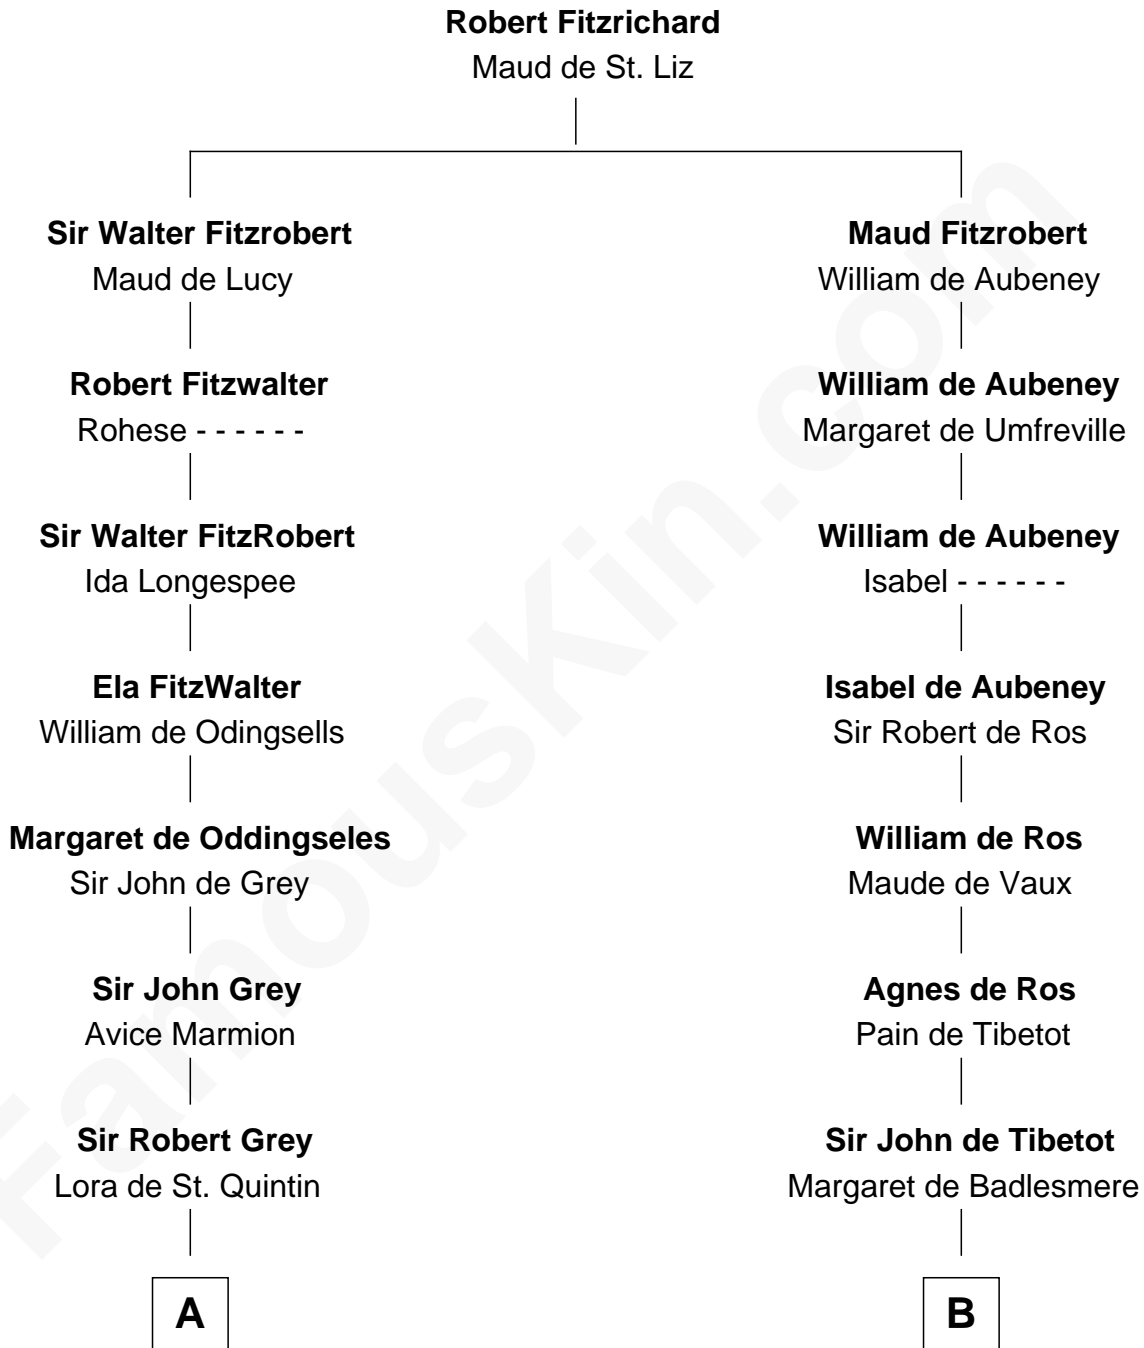 Robert Fitzrichard
Maud de St. Liz
Sir Walter Fitzrobert
Maud de Lucy
Maud Fitzrobert
William de Aubeney
Robert Fitzwalter
Rohese - - - - - -
William de Aubeney
Margaret de Umfreville
Sir Walter FitzRobert
Ida Longespee
William de Aubeney
Isabel - - - - - -
Ela FitzWalter
William de Odingsells
Isabel de Aubeney
Sir Robert de Ros
Margaret de Oddingseles
Sir John de Grey
William de Ros
Maude de Vaux
Sir John Grey
Avice Marmion
Agnes de Ros
Pain de Tibetot
Sir Robert Grey
Lora de St. Quintin
Sir John de Tibetot
Margaret de Badlesmere
A
B
FamousKin.com